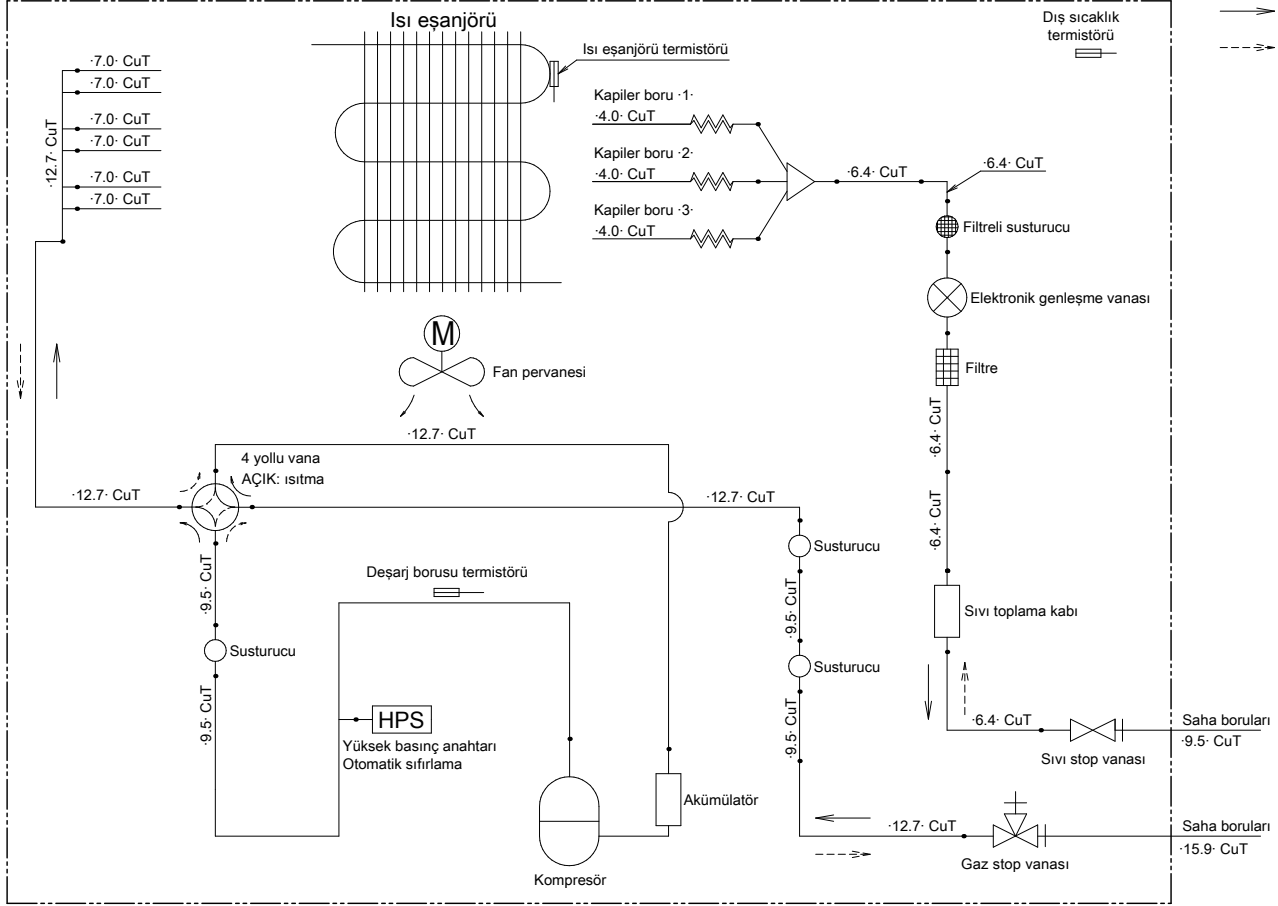 Isı eşanjörü
Dış sıcaklık
termistörü
Isı eşanjörü termistörü
·7.0· CuT
·7.0· CuT
·7.0· CuT
·7.0· CuT
·7.0· CuT
·7.0· CuT
·12.7· CuT
Kapiler boru ·1·
·4.0· CuT
Kapiler boru ·2·
·4.0· CuT
Kapiler boru ·3·
·4.0· CuT
·6.4· CuT
·6.4· CuT
Filtreli susturucu
Elektronik genleşme vanası
Filtre
M
Fan pervanesi
·6.4· CuT
·6.4· CuT
·12.7· CuT
4 yollu vana
AÇIK: ısıtma
·12.7· CuT
·12.7· CuT
Susturucu
·9.5· CuT
Deşarj borusu termistörü
·9.5· CuT
Sıvı toplama kabı
Susturucu
Susturucu
·9.5· CuT
·9.5· CuT
HPS
Yüksek basınç anahtarı
Otomatik sıfırlama
·6.4· CuT
Saha boruları
·9.5· CuT
Sıvı stop vanası
Akümülatör
·12.7· CuT
Saha boruları
·15.9· CuT
Gaz stop vanası
Kompresör